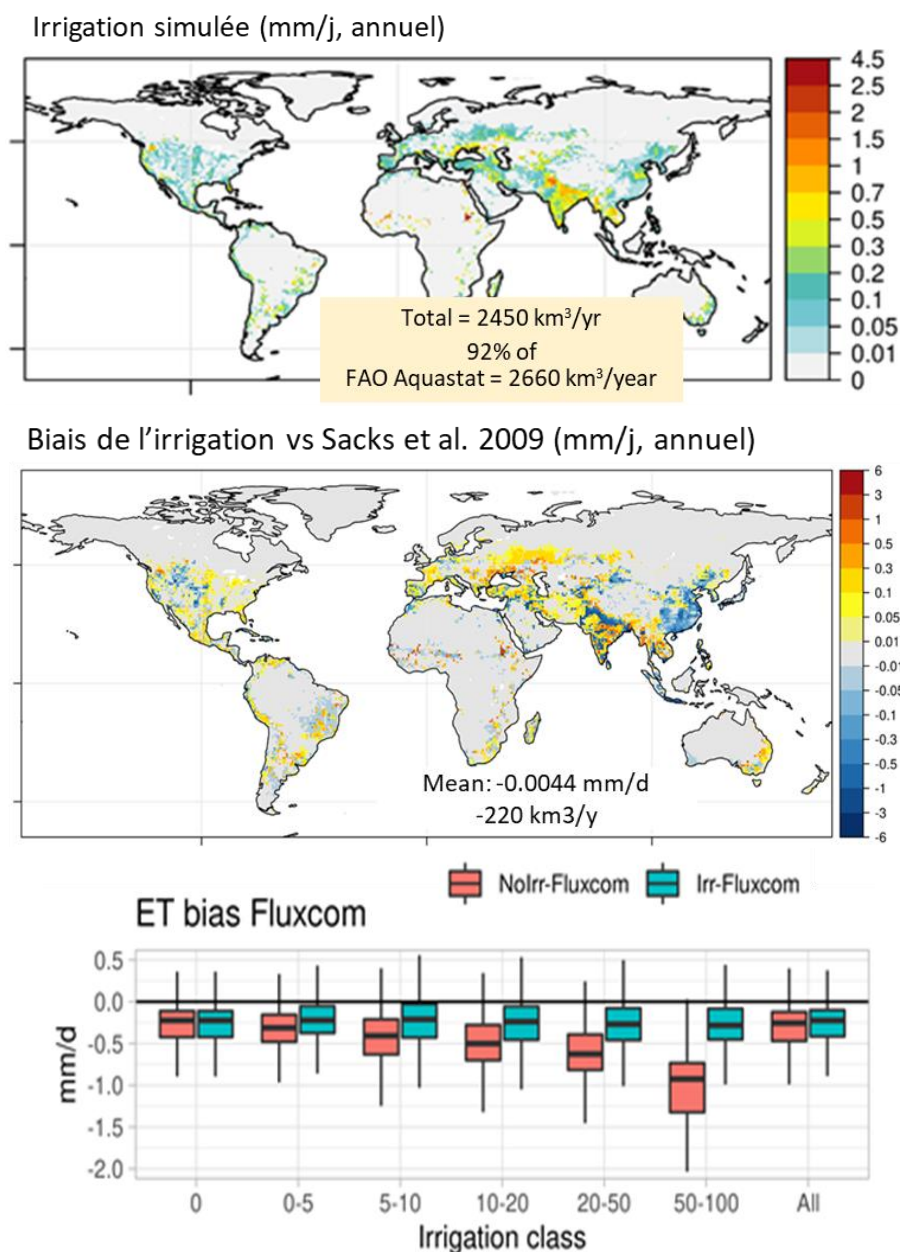 Irrigation simulée (mm/j, annuel)
4.5
2.5
2
1.5
1
0.7
0.5
0.3
0.2
0.1
0.05
0.01
0
Total = 2450 km³/yr
92% of
FAO Aquastat = 2660 km³/year
Biais de l'irrigation vs Sacks et al. 2009 (mm/j, annuel)
6
3
1
0.5
0.3
0.1
0.05
0.01
-0.01
-0.05
-0.1
-0.3
-0.5
-1
-3
-6
Mean: -0.0044 mm/d
-220 km3/y
NoIrr-Fluxcom Irr-Fluxcom
ET bias Fluxcom
mm/d
0.5
0.0
-0.5
-1.0
-1.5
-2.0
0 0-5 5-10 10-20 20-50 50-100 All
Irrigation class